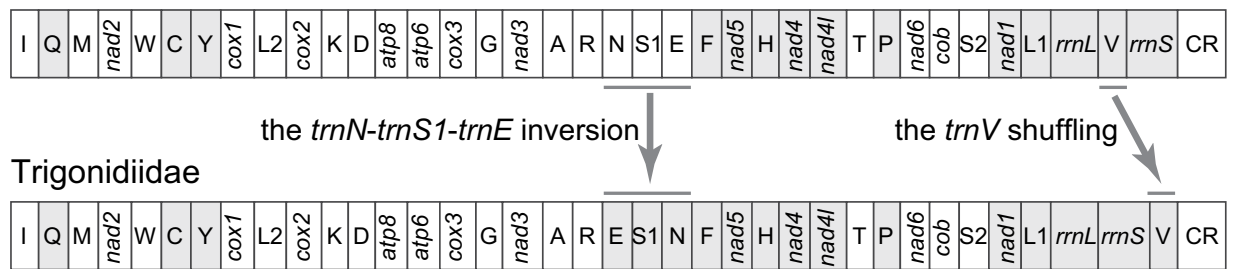 I Q M nad2 W C Y cox1 L2 cox2 K D atp8 atp6 cox3 G nad3 A R N S1 E F nad5 H nad4 nad4l T P nad6 cob S2 nad1 L1 rrnL V rrnS CR
the trnN-trnS1-trnE inversion the trnV shuffling
Trigonidiidae
I Q M nad2 W C Y cox1 L2 cox2 K D atp8 atp6 cox3 G nad3 A R E S1 N F nad5 H nad4 nad4l T P nad6 cob S2 nad1 L1 rrnL rrnS V CR